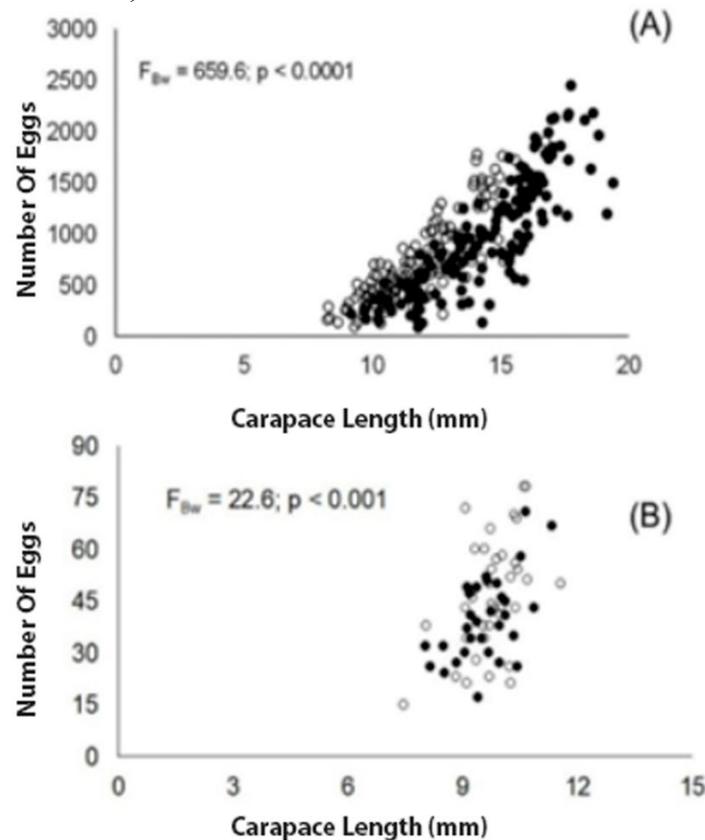 (A)
3000
2500
2000
1500
1000
500
0
F_Bw = 659.6; p < 0.0001
Number Of Eggs
0 5 10 15 20
Carapace Length (mm)
90
75
60
45
30
15
0
F_Bw = 22.6; p < 0.001
(B)
Number Of Eggs
0 3 6 9 12 15
Carapace Length (mm)